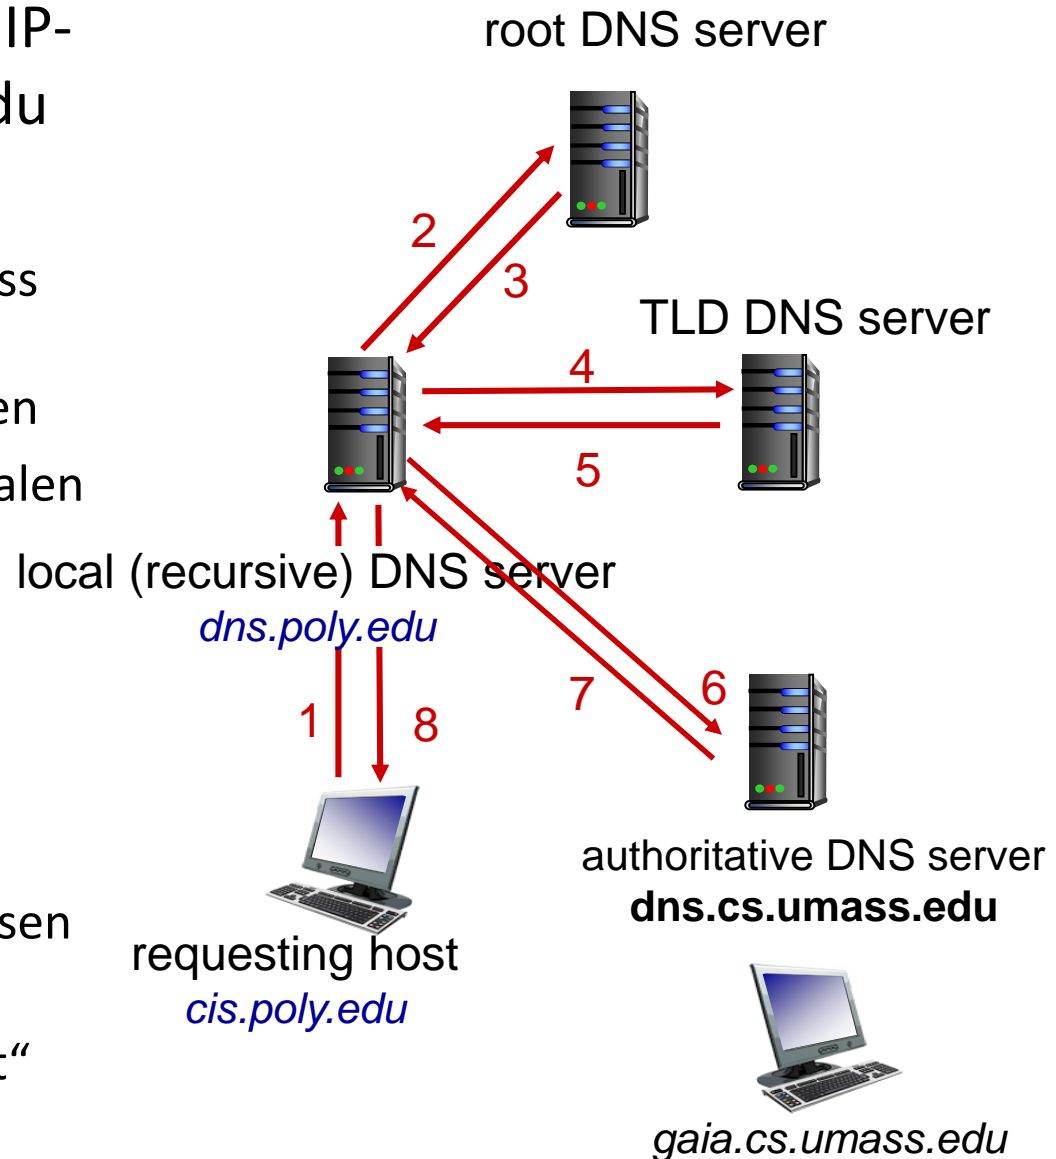 IP-
du
ss
en
alen
sen
t“
root DNS server
2
3
TLD DNS server
4
5
local (recursive) DNS server
dns.poly.edu
1
8
7
6
requesting host
cis.poly.edu
authoritative DNS server
dns.cs.umass.edu
gaia.cs.umass.edu